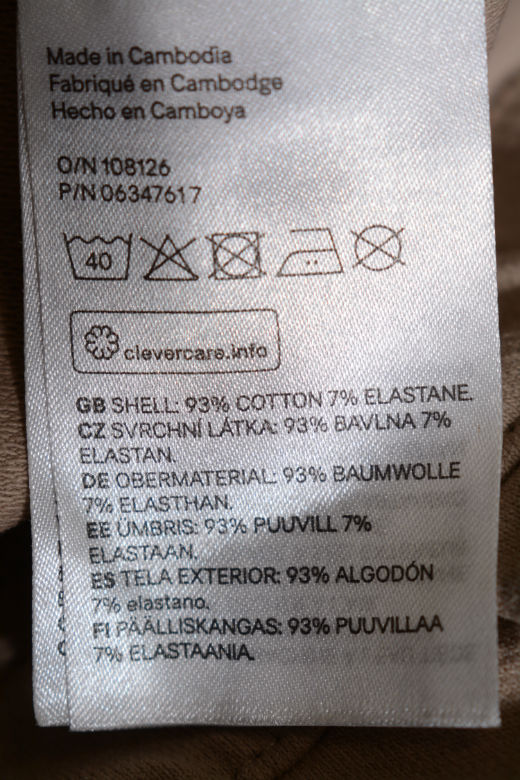 Made in Cambodia
Fabriqué en Cambodge
Hecho en Camboya
O/N 108126
P/N 06347617
40
clevercare.info
GB SHELL: 93% COTTON 7% ELASTANE.
CZ SVRCHNÍ LÁTKA: 93% BAVLNA 7%
ELASTAN.
DE OBERMATERIAL: 93% BAUMWOLLE
7% ELASTHAN.
EE ÜMBRIS: 93% PUUVILL 7%
ELASTAAN.
ES TELA EXTERIOR: 93% ALGODÓN
7% elastano.
FI PÄÄLLISKANGAS: 93% PUUVILLAA
7% ELASTAANIA.